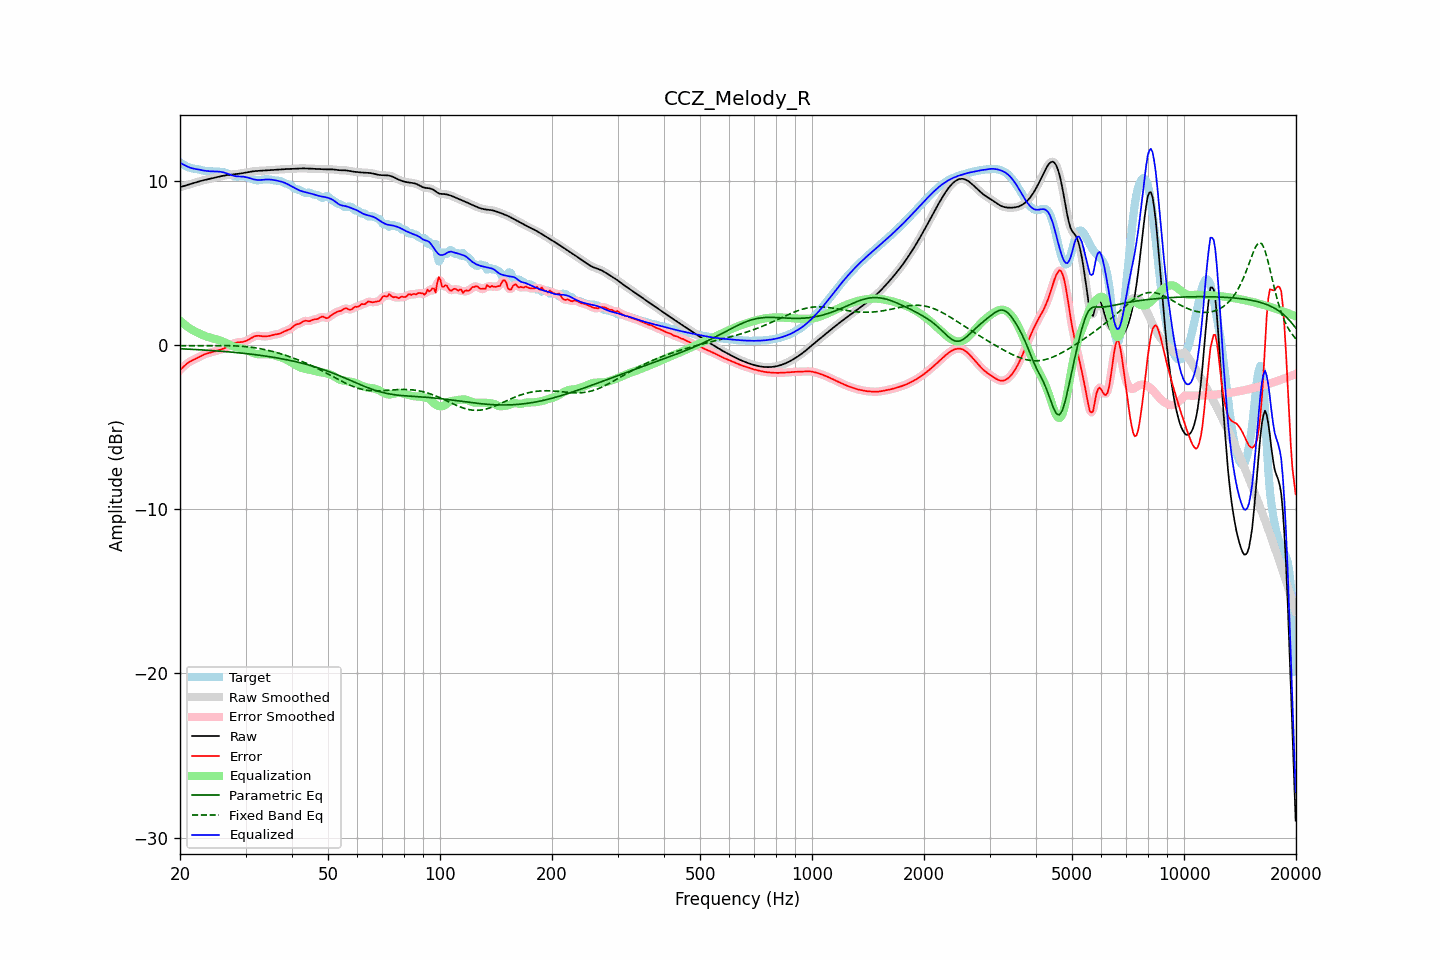 CCZ_Melody_R
Amplitude (dBr)
10
0
−10
−20
−30
Target
Raw Smoothed
Error Smoothed
Raw
Error
Equalization
Parametric Eq
Fixed Band Eq
Equalized
20 50 100 200 500 1000 2000 5000 10000 20000
Frequency (Hz)